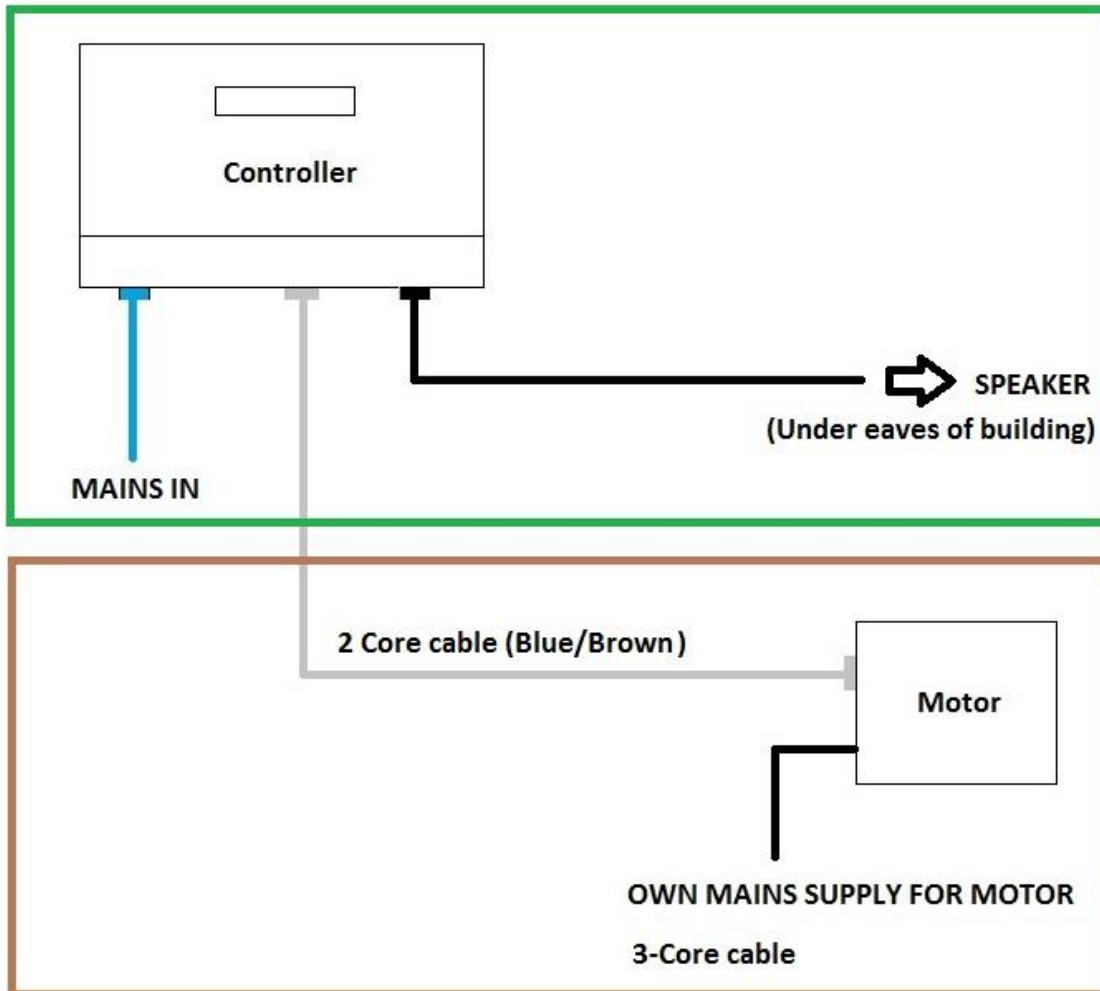 Controller
SPEAKER
(Under eaves of building)
MAINS IN
2 Core cable (Blue/Brown)
Motor
OWN MAINS SUPPLY FOR MOTOR
3-Core cable